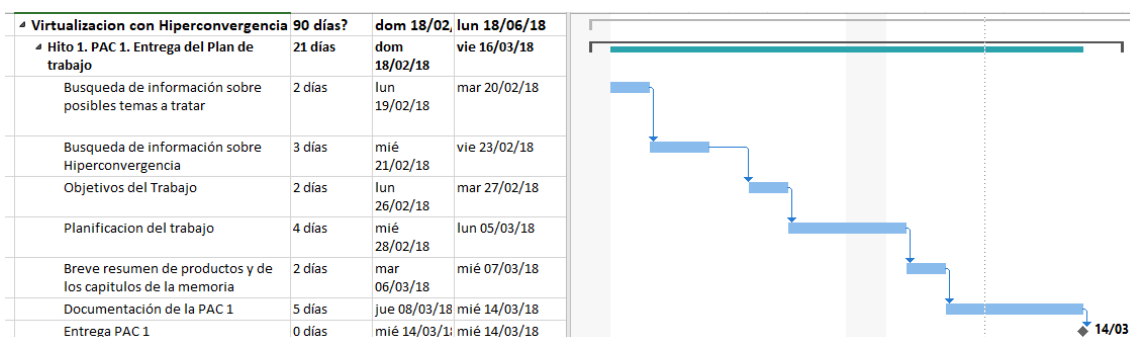 Virtualizacion con Hiperconvergencia 90 días? dom 18/02, lun 18/06/18
Hito 1. PAC 1. Entrega del Plan de 21 días dom vie 16/03/18
trabajo 18/02/18
Busqueda de información sobre 2 días lun mar 20/02/18
posibles temas a tratar 19/02/18
Busqueda de información sobre 3 días mié vie 23/02/18
Hiperconvergencia 21/02/18
Objetivos del Trabajo 2 días lun mar 27/02/18
26/02/18
Planificacion del trabajo 4 días mié lun 05/03/18
28/02/18
Breve resumen de productos y de 2 días mar mié 07/03/18
los capitulos de la memoria 06/03/18
Documentación de la PAC 1 5 días jue 08/03/18 mié 14/03/18
Entrega PAC 1 0 días mié 14/03/1 mié 14/03/18
14/03